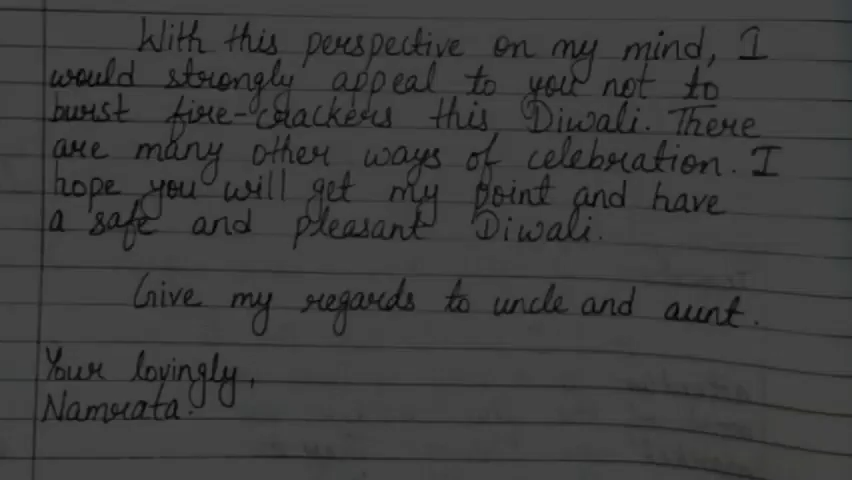 With this perspective on my mind, I
would strongly appeal to you not to
burst fire-crackers this Diwali. There
are many other ways of celebration. I
hope you will get my point and have
a safe and pleasant Diwali.
Give my regards to uncle and aunt.
Your lovingly,
Namrata.